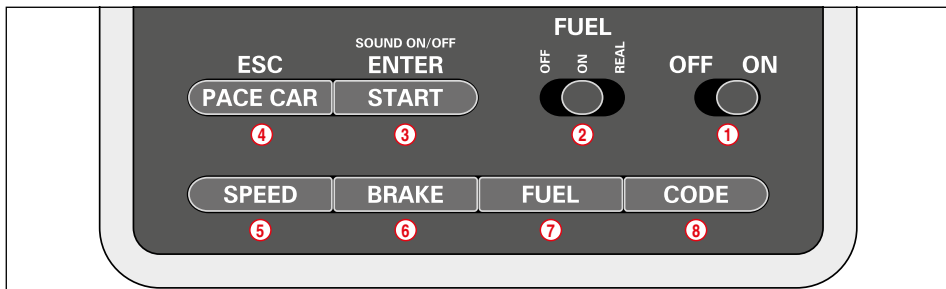 FUEL
SOUND ON/OFF
OFF ON REAL
ESC ENTER OFF ON
PACE CAR START
4 3 2 1
SPEED BRAKE FUEL CODE
5 6 7 8